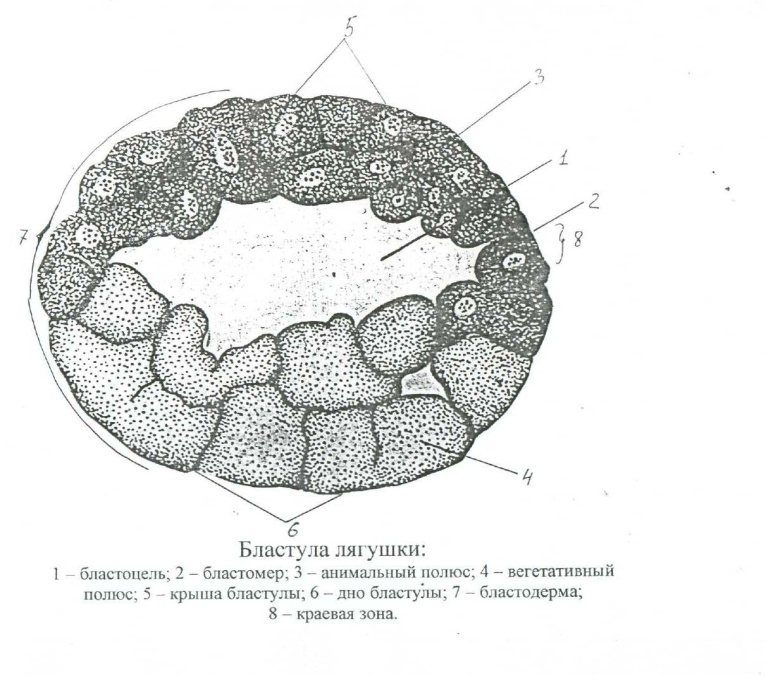 5
3
1
2
8
7
4
6
Бластула лягушки:
1 – бластоцель; 2 – бластомер; 3 – анимальный полюс; 4 – вегетативный
полюс; 5 – крыша бластулы; 6 – дно бластулы; 7 – бластодерма;
8 – краевая зона.